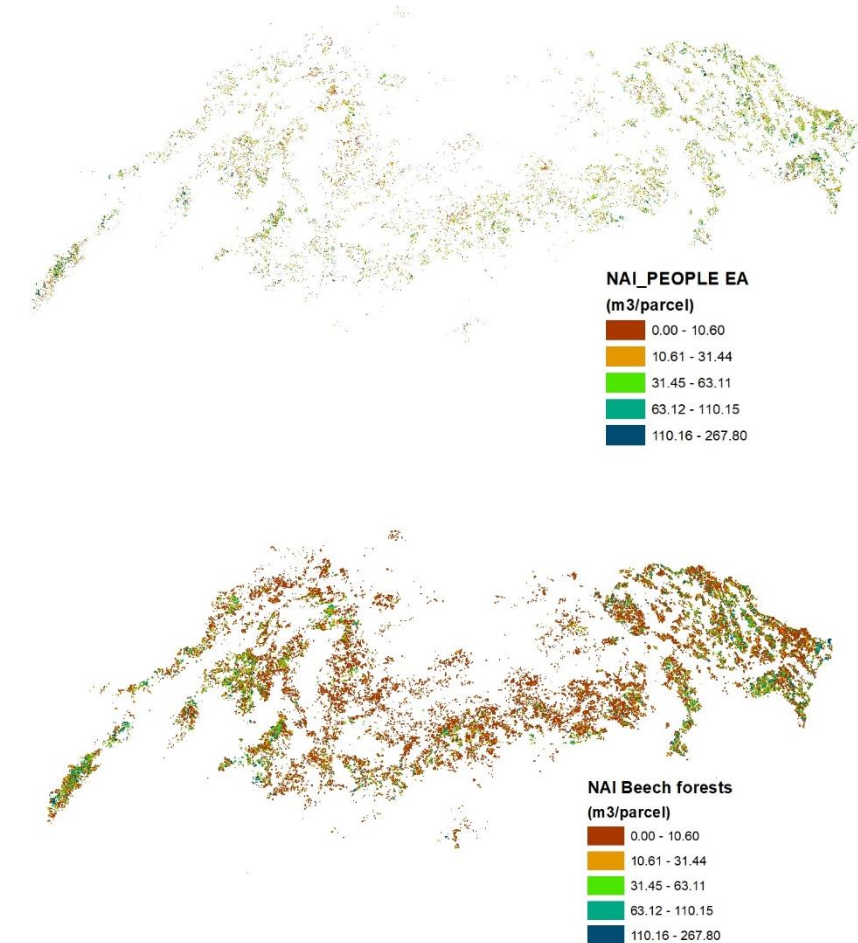 NAI_PEOPLE EA
(m3/parcel)
0.00 - 10.60
10.61 - 31.44
31.45 - 63.11
63.12 - 110.15
110.16 - 267.80
NAI Beech forests
(m3/parcel)
0.00 - 10.60
10.61 - 31.44
31.45 - 63.11
63.12 - 110.15
110.16 - 267.80